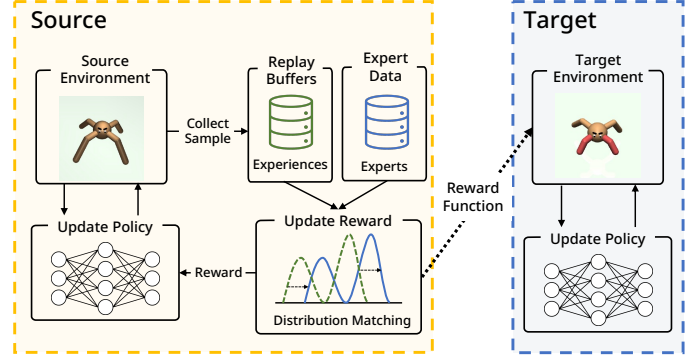 Source
Source
Environment
Collect
Sample
Replay
Buffers
Experiences
Expert
Data
Experts
Update Policy
Reward
Update Reward
Distribution Matching
Reward
Function
Target
Target
Environment
Update Policy